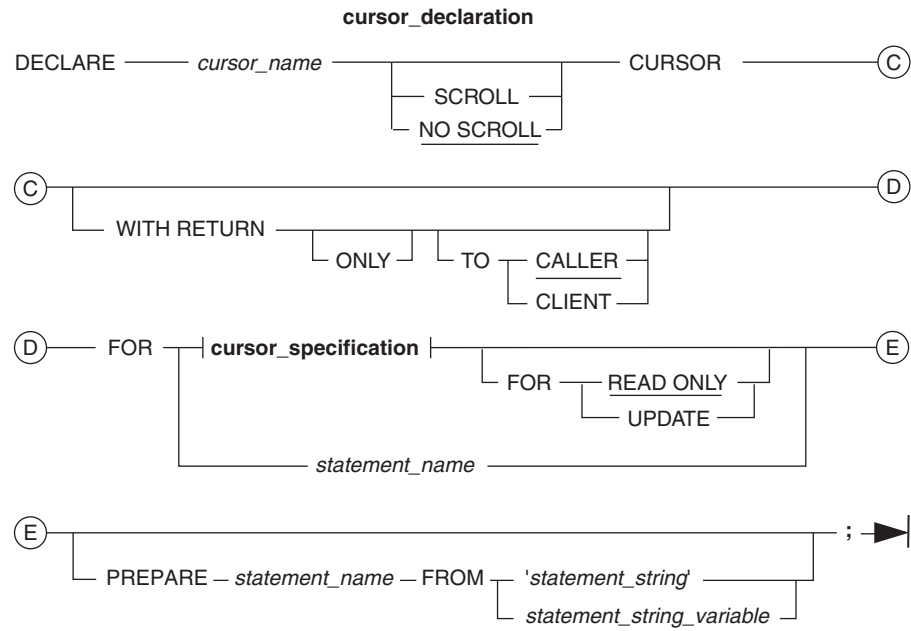 cursor_declaration
DECLARE cursor_name CURSOR C
SCROLL
NO SCROLL
C D
WITH RETURN
ONLY TO CALLER
CLIENT
D FOR cursor_specification E
FOR READ ONLY
UPDATE
statement_name
E ;
PREPARE statement_name FROM 'statement_string'
statement_string_variable